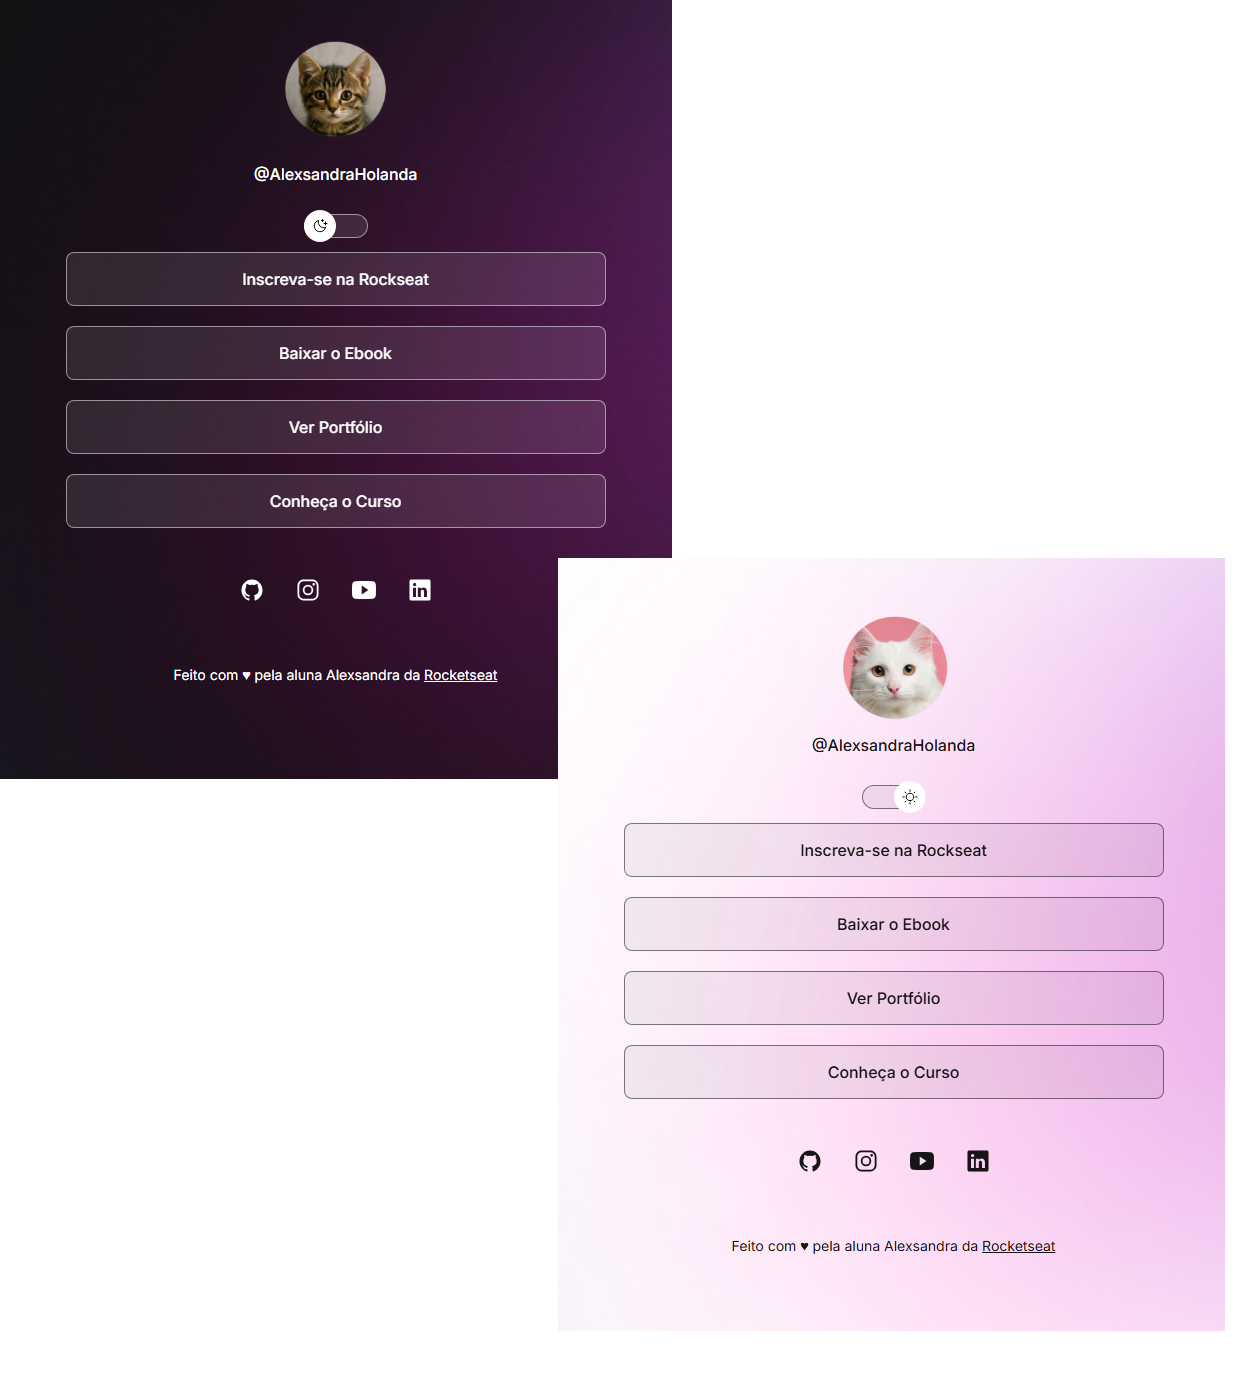 @AlexsandraHolanda
Inscreva-se na Rockseat
Baixar o Ebook
Ver Portfólio
Conheça o Curso
Feito com ♥ pela aluna Alexsandra da Rocketseat
@AlexsandraHolanda
Inscreva-se na Rockseat
Baixar o Ebook
Ver Portfólio
Conheça o Curso
Feito com ♥ pela aluna Alexsandra da Rocketseat